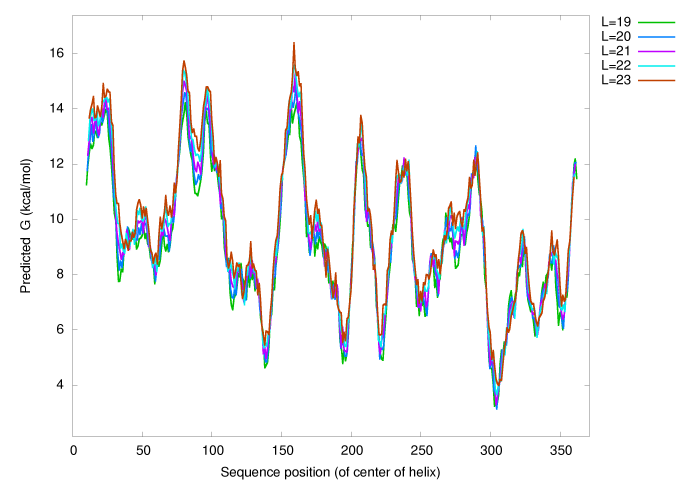 L=19
L=20
L=21
L=22
L=23
16
14
12
10
8
6
4
Predicted G (kcal/mol)
0 50 100 150 200 250 300 350
Sequence position (of center of helix)